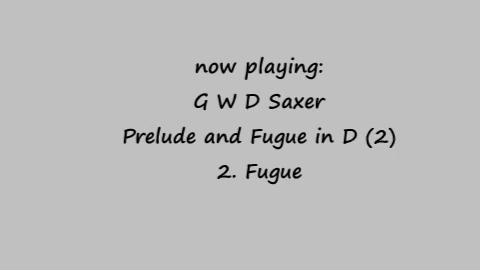 now playing:
G W D Saxer
Prelude and Fugue in D (2)
2. Fugue